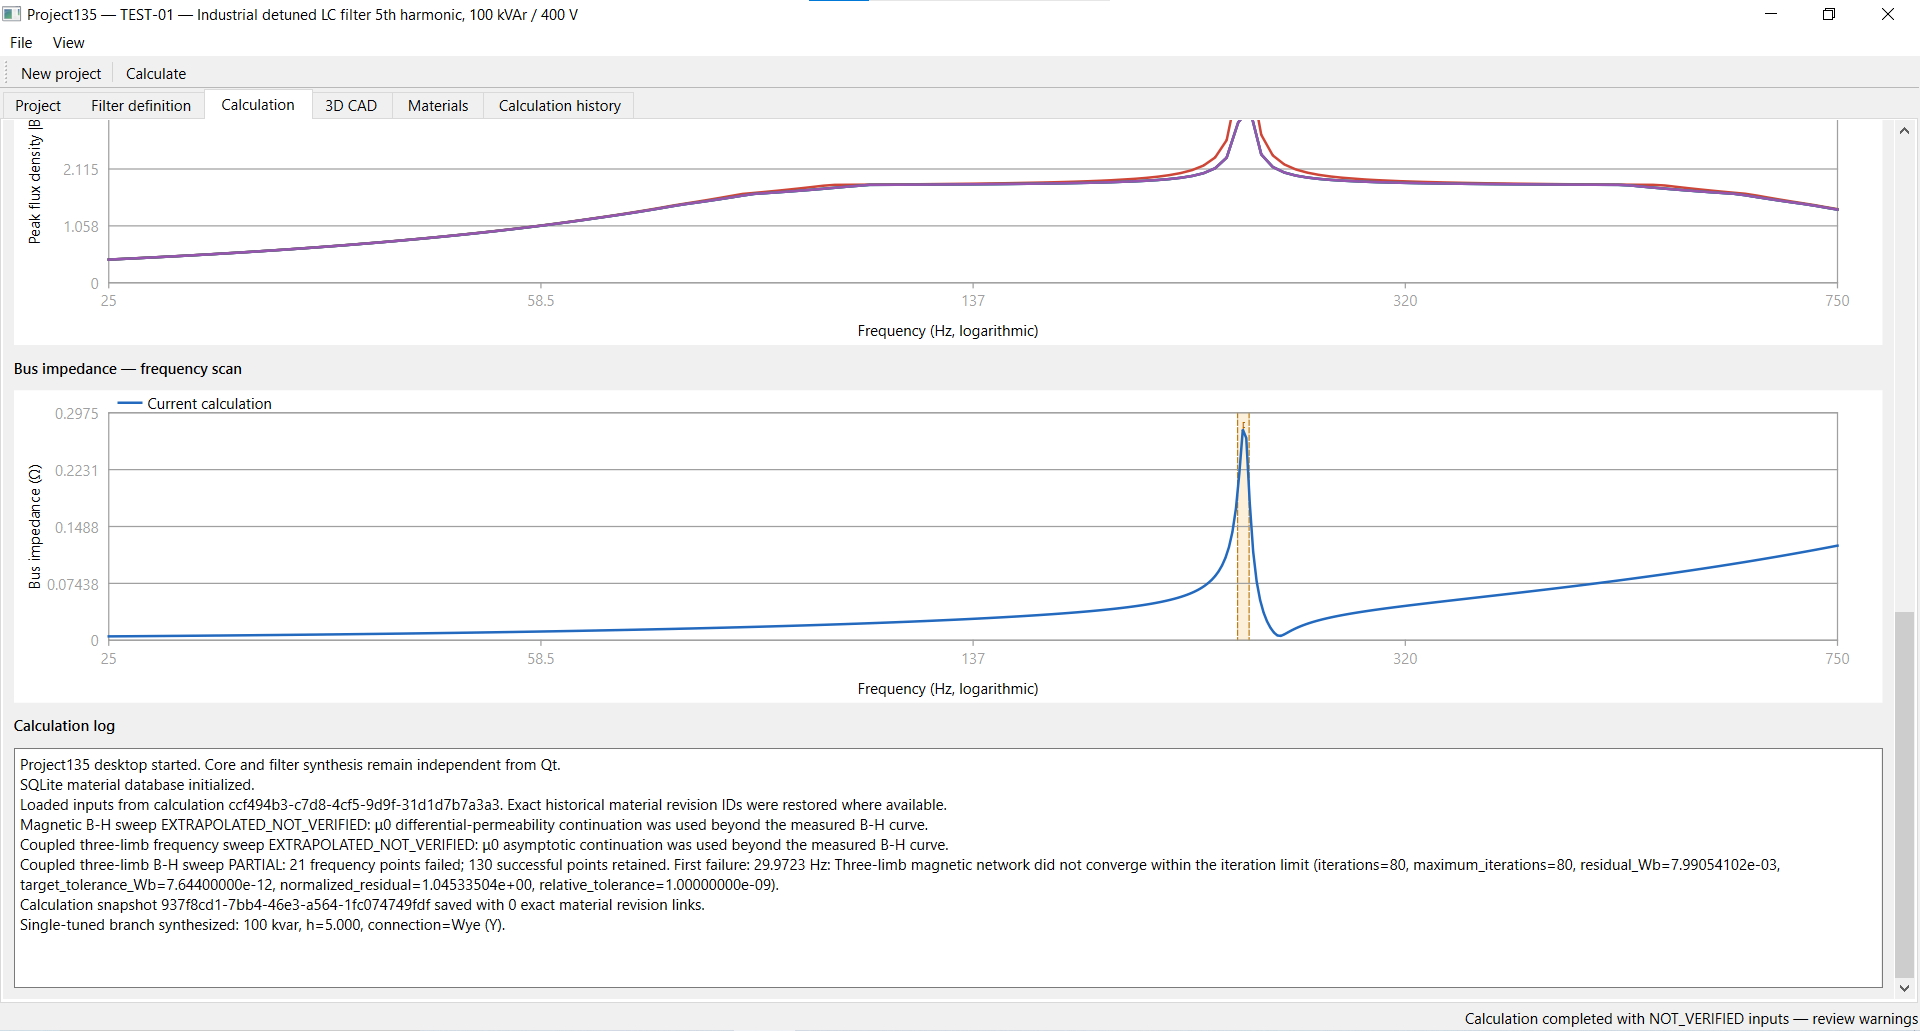 Project135 — TEST-01 — Industrial detuned LC filter 5th harmonic, 100 kVAr / 400 V
File View
New project Calculate
Project Filter definition Calculation 3D CAD Materials Calculation history
Peak flux density |B
2.115
1.058
0
25 58.5 137 320 750
Frequency (Hz, logarithmic)
Bus impedance — frequency scan
Current calculation
Bus impedance (Ω)
0.2975
0.2231
0.1488
0.07438
0
25 58.5 137 320 750
Frequency (Hz, logarithmic)
Calculation log
Project135 desktop started. Core and filter synthesis remain independent from Qt.
SQLite material database initialized.
Loaded inputs from calculation ccf494b3-c7d8-4cf5-9d9f-31d1d7b7a3a3. Exact historical material revision IDs were restored where available.
Magnetic B-H sweep EXTRAPOLATED_NOT_VERIFIED: µ0 differential-permeability continuation was used beyond the measured B-H curve.
Coupled three-limb frequency sweep EXTRAPOLATED_NOT_VERIFIED: µ0 asymptotic continuation was used beyond the measured B-H curve.
Coupled three-limb B-H sweep PARTIAL: 21 frequency points failed; 130 successful points retained. First failure: 29.9723 Hz: Three-limb magnetic network did not converge within the iteration limit (iterations=80, maximum_iterations=80, residual_Wb=7.99054102e-03,
target_tolerance_Wb=7.64400000e-12, normalized_residual=1.04533504e+00, relative_tolerance=1.00000000e-09).
Calculation snapshot 937f8cd1-7bb4-46e3-a564-1fc074749fdf saved with 0 exact material revision links.
Single-tuned branch synthesized: 100 kvar, h=5.000, connection=Wye (Y).
Calculation completed with NOT_VERIFIED inputs — review warnings